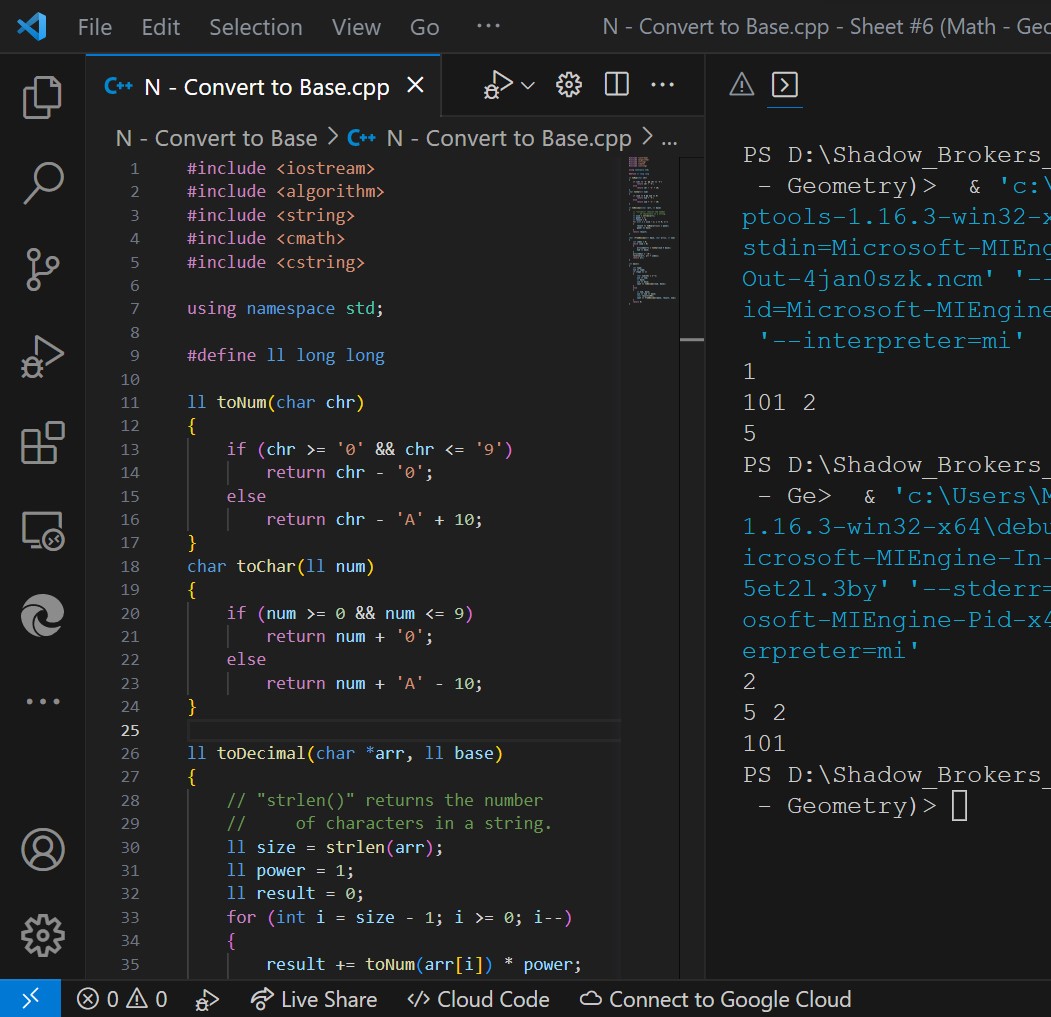 File Edit Selection View Go ··· N - Convert to Base.cpp - Sheet #6 (Math - Geo
C++ N - Convert to Base.cpp ×
N - Convert to Base > C++ N - Convert to Base.cpp > ...
1 #include <iostream>
2 #include <algorithm>
3 #include <string>
4 #include <cmath>
5 #include <cstring>
6
7 using namespace std;
8
9 #define ll long long
10
11 ll toNum(char chr)
12 {
13 if (chr >= '0' && chr <= '9')
14 return chr - '0';
15 else
16 return chr - 'A' + 10;
17 }
18 char toChar(ll num)
19 {
20 if (num >= 0 && num <= 9)
21 return num + '0';
22 else
23 return num + 'A' - 10;
24 }
25
26 ll toDecimal(char *arr, ll base)
27 {
28 // "strlen()" returns the number
29 // of characters in a string.
30 ll size = strlen(arr);
31 ll power = 1;
32 ll result = 0;
33 for (int i = size - 1; i >= 0; i--)
34 {
35 result += toNum(arr[i]) * power;
PS D:\Shadow_Brokers_
- Geometry)> & 'c:\
ptools-1.16.3-win32-x
stdin=Microsoft-MIEng
Out-4jan0szk.ncm' '--
id=Microsoft-MIEngine
'--interpreter=mi'
1
101 2
5
PS D:\Shadow_Brokers_
- Ge> & 'c:\Users\M
1.16.3-win32-x64\debu
icrosoft-MIEngine-In-
5et2l.3by' '--stderr=
osoft-MIEngine-Pid-x4
erpreter=mi'
2
5 2
101
PS D:\Shadow_Brokers_
- Geometry)>
0 0 Live Share </> Cloud Code Connect to Google Cloud